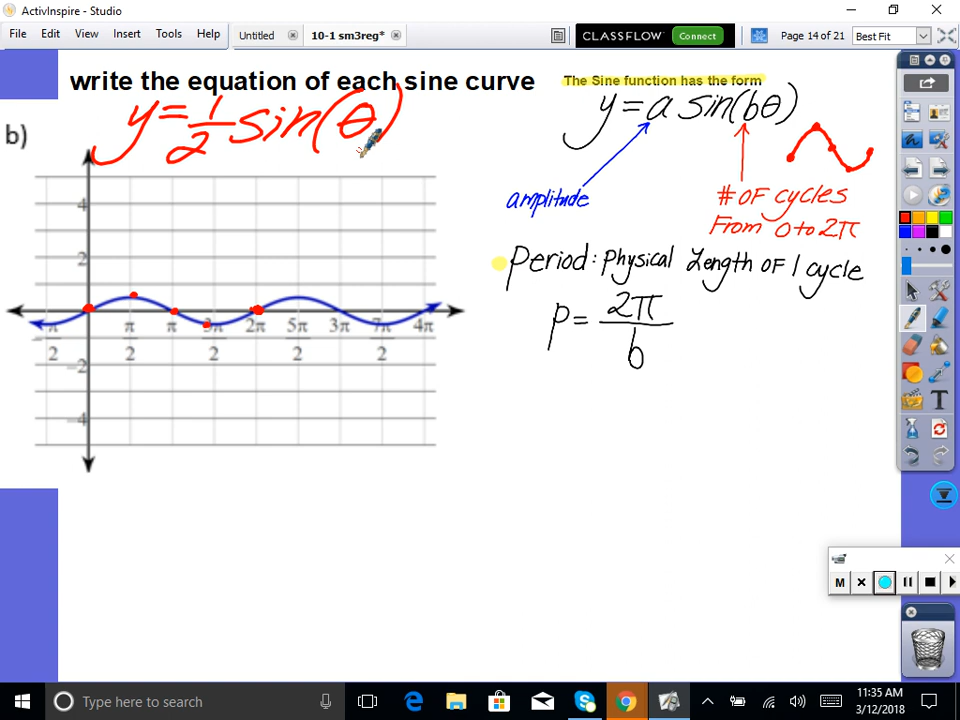 ActivInspire - Studio
File Edit View Insert Tools Help
Untitled
10-1 sm3reg*
CLASSFLOW Connect
Page 14 of 21
Best Fit
write the equation of each sine curve
The Sine function has the form
y = 1/2 sin(θ)
y = a sin(bθ)
b)
amplitude
# OF cycles
From 0 to 2π
Period: Physical Length OF 1 cycle
P = 2π/b
4
2
-π/2 π/2 π 3π/2 2π 5π/2 3π 7π/2 4π
-2
-4
T
M
Type here to search
11:35 AM
3/12/2018